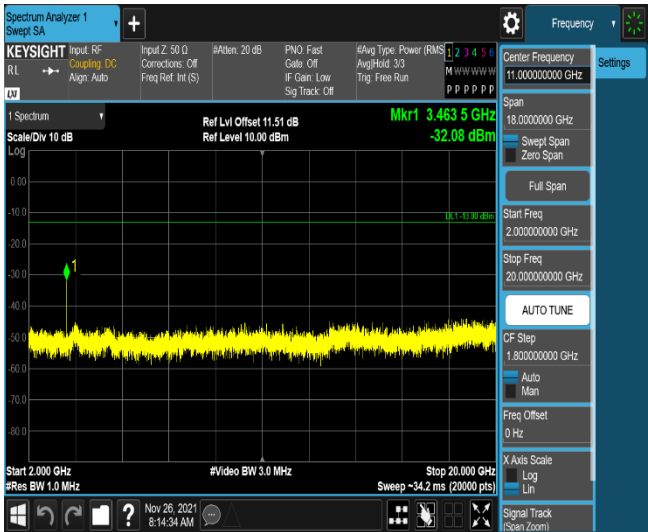 Spectrum Analyzer 1
Swept SA
Frequency
KEYSIGHT
RL
LXI
Input: RF
Coupling: DC
Align: Auto
Input Z: 50 Ω
Corrections: Off
Freq Ref: Int (S)
#Atten: 20 dB
PNO: Fast
Gate: Off
IF Gain: Low
Sig Track: Off
#Avg Type: Power (RMS
Avg|Hold: 3/3
Trig: Free Run
1 2 3 4 5 6
M W W W W W
P P P P P P
Center Frequency
11.000000000 GHz
Settings
Span
18.0000000 GHz
Swept Span
Zero Span
Full Span
Start Freq
2.000000000 GHz
Stop Freq
20.000000000 GHz
AUTO TUNE
CF Step
1.800000000 GHz
Auto
Man
Freq Offset
0 Hz
X Axis Scale
Log
Lin
Signal Track
(Span Zoom)
1 Spectrum
Scale/Div 10 dB
Ref Lvl Offset 11.51 dB
Ref Level 10.00 dBm
Mkr1 3.463 5 GHz
-32.08 dBm
Log
0.00
-10.0
DL1 -13.00 dBm
-20.0
1
-30.0
-40.0
-50.0
-60.0
-70.0
-80.0
Start 2.000 GHz
#Video BW 3.0 MHz
Stop 20.000 GHz
#Res BW 1.0 MHz
Sweep ~34.2 ms (20000 pts)
?
Nov 26, 2021
8:14:34 AM